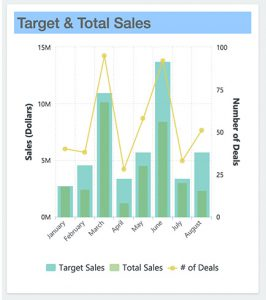 Target & Total Sales
15M
10M
5M
0M
Sales (Dollars)
100
75
50
25
0
Number of Deals
January
February
March
April
May
June
July
August
Target Sales
Total Sales
# of Deals